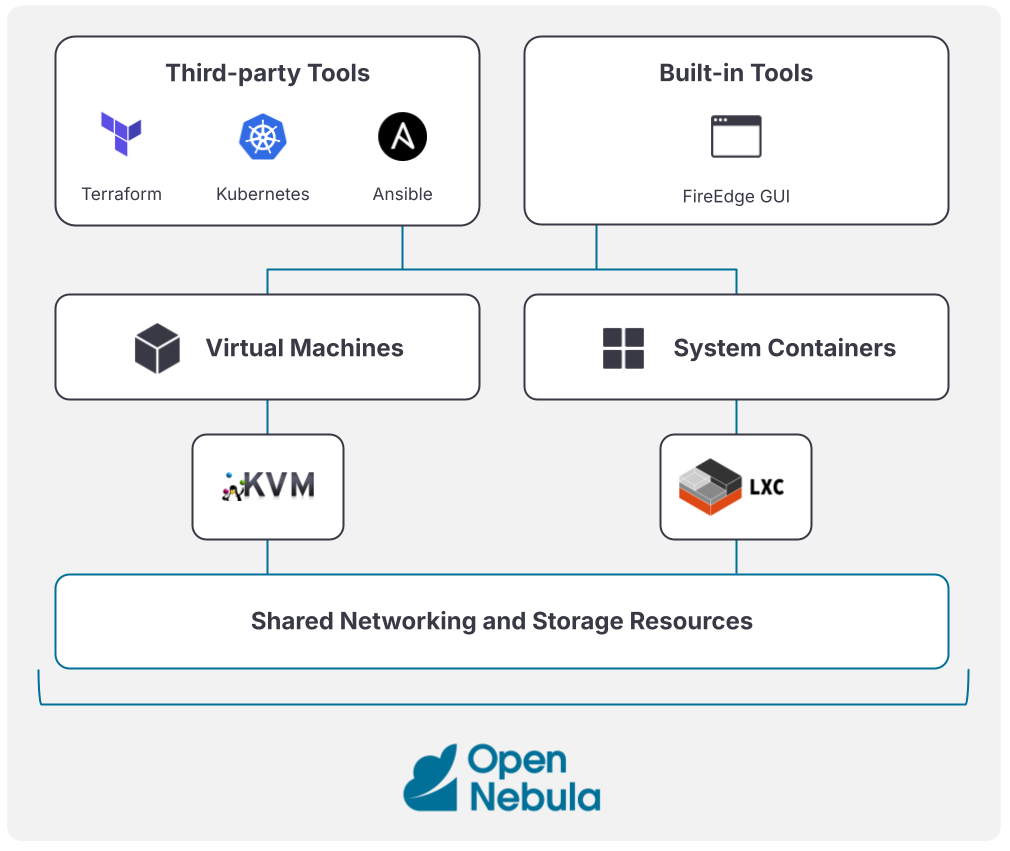 Third-party Tools
Built-in Tools
Terraform
Kubernetes
Ansible
FireEdge GUI
Virtual Machines
System Containers
KVM
LXC
Shared Networking and Storage Resources
Open
Nebula